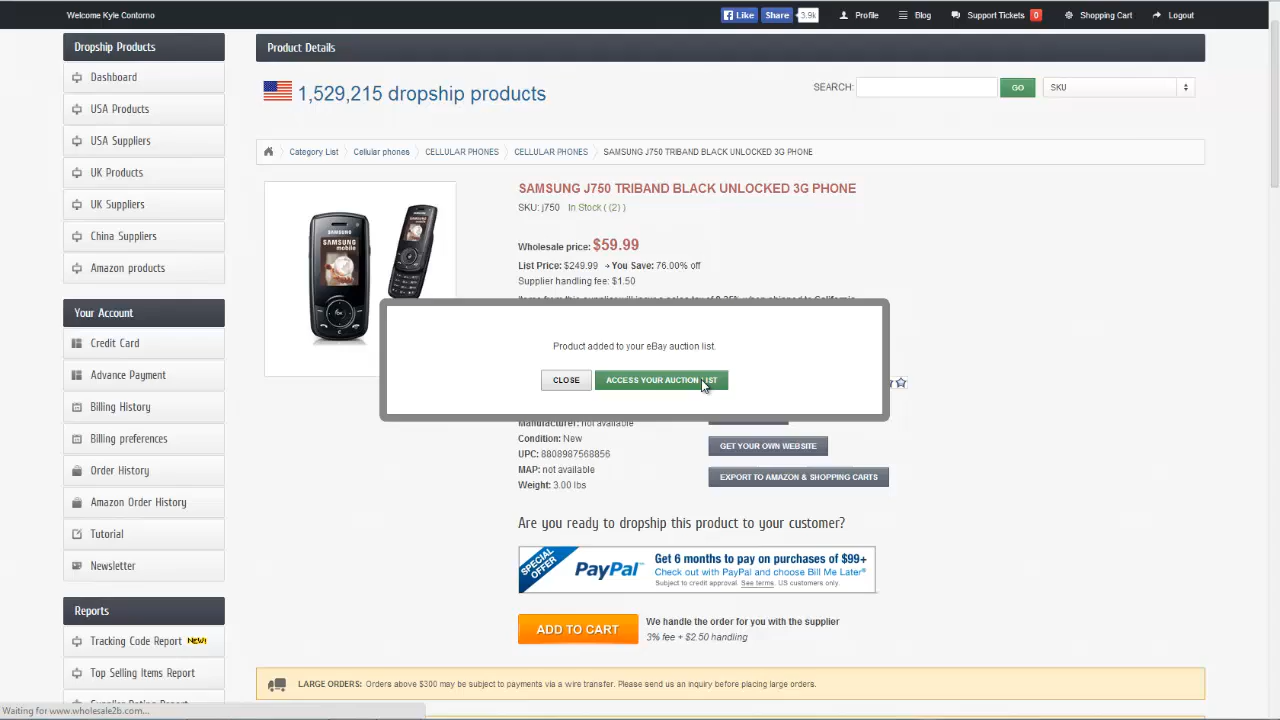 Welcome Kyle Contorno
Like Share 3.9k Profile Blog Support Tickets 0 Shopping Cart Logout
Dropship Products
Dashboard
USA Products
USA Suppliers
UK Products
UK Suppliers
China Suppliers
Amazon products
Your Account
Credit Card
Advance Payment
Billing History
Billing preferences
Order History
Amazon Order History
Tutorial
Newsletter
Reports
Tracking Code Report NEW!
Top Selling Items Report
Product Details
1,529,215 dropship products
SEARCH: GO SKU
Category List Cellular phones CELLULAR PHONES CELLULAR PHONES SAMSUNG J750 TRIBAND BLACK UNLOCKED 3G PHONE
SAMSUNG J750 TRIBAND BLACK UNLOCKED 3G PHONE
SKU: j750 In Stock ( (2) )
Wholesale price: $59.99
List Price: $249.99 → You Save: 76.00% off
Supplier handling fee: $1.50
SAMSUNG
SAMSUNG
mobile
Product added to your eBay auction list.
CLOSE ACCESS YOUR AUCTION LIST
Manufacturer: not available
Condition: New
UPC: 8808987568856
MAP: not available
Weight: 3.00 lbs
GET YOUR OWN WEBSITE
EXPORT TO AMAZON & SHOPPING CARTS
Are you ready to dropship this product to your customer?
SPECIAL OFFER
PayPal™
Get 6 months to pay on purchases of $99+
Check out with PayPal and choose Bill Me Later®
Subject to credit approval. See terms. US customers only.
ADD TO CART
We handle the order for you with the supplier
3% fee + $2.50 handling
LARGE ORDERS: Orders above $300 may be subject to payments via a wire transfer. Please send us an inquiry before placing large orders.
Waiting for www.wholesale2b.com...